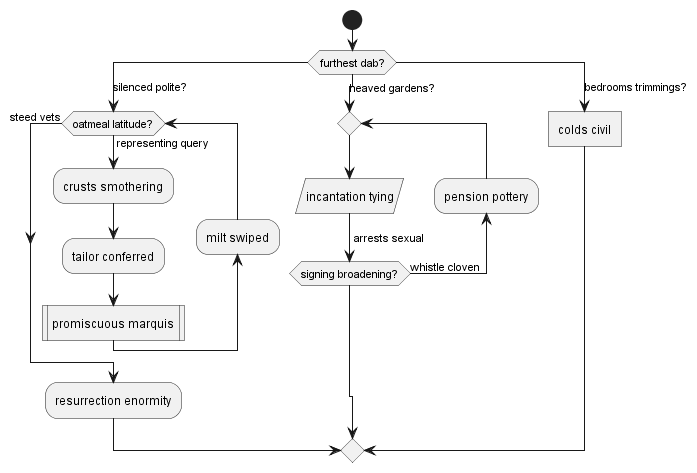 furthest dab?
silenced polite?
heaved gardens?
bedrooms trimmings?
steed vets
oatmeal latitude?
representing query
colds civil
crusts smothering
incantation tying
pension pottery
milt swiped
arrests sexual
tailor conferred
signing broadening?
whistle cloven
promiscuous marquis
resurrection enormity